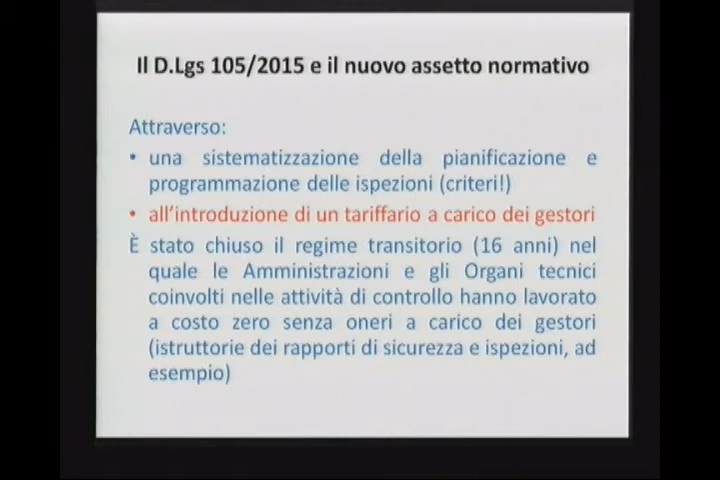 Il D.Lgs 105/2015 e il nuovo assetto normativo
Attraverso:
• una sistematizzazione della pianificazione e
programmazione delle ispezioni (criteri!)
• all'introduzione di un tariffario a carico dei gestori
È stato chiuso il regime transitorio (16 anni) nel
quale le Amministrazioni e gli Organi tecnici
coinvolti nelle attività di controllo hanno lavorato
a costo zero senza oneri a carico dei gestori
(istruttorie dei rapporti di sicurezza e ispezioni, ad
esempio)